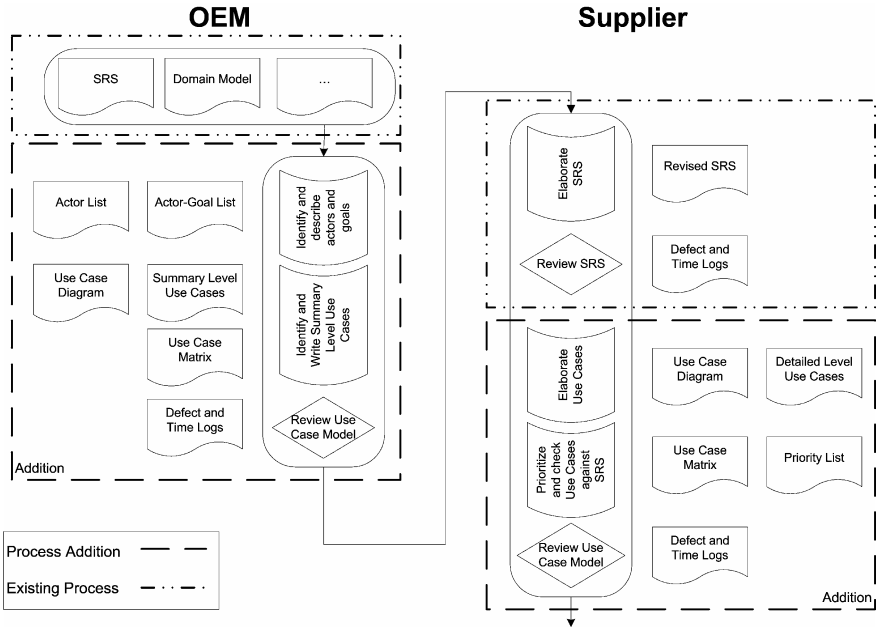 OEM
Supplier
SRS
Domain Model
...
Actor List
Actor-Goal List
Use Case
Diagram
Summary Level
Use Cases
Use Case
Matrix
Defect and
Time Logs
Identify and
describe
actors and
goals
Identify and
Write Summary
Level Use
Cases
Review Use
Case Model
Addition
Elaborate
SRS
Revised SRS
Review SRS
Defect and
Time Logs
Elaborate
Use Cases
Use Case
Diagram
Detailed Level
Use Cases
Prioritize
and check
Use Cases
against
SRS
Use Case
Matrix
Priority List
Review Use
Case Model
Defect and
Time Logs
Addition
Process Addition
Existing Process